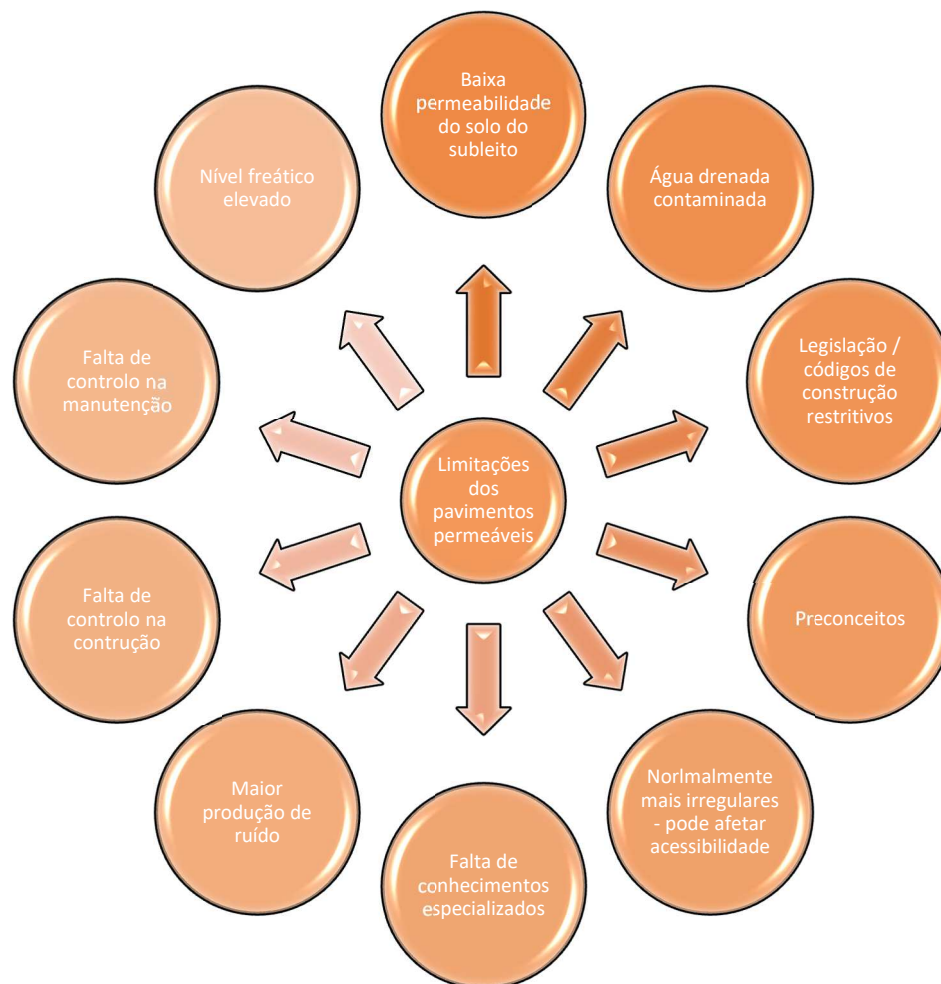 Baixa
permeabilidade
do solo do
subleito
Água drenada
contaminada
Legislação /
códigos de
construção
restritivos
Preconceitos
Norlmalmente
mais irregulares
- pode afetar
acessibilidade
Falta de
conhecimentos
especializados
Maior
produção de
ruído
Falta de
controlo na
contrução
Falta de
controlo na
manutenção
Nível freático
elevado
Limitações
dos
pavimentos
permeáveis